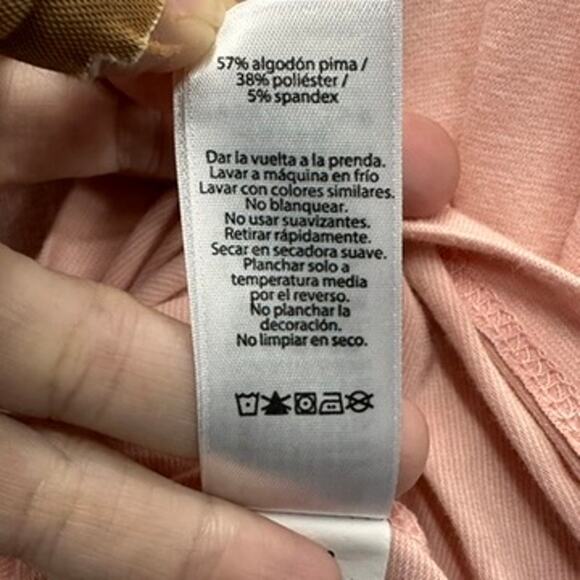 57% algodón pima /
38% poliéster /
5% spandex
Dar la vuelta a la prenda.
Lavar a máquina en frío
Lavar con colores similares.
No blanquear.
No usar suavizantes.
Retirar rápidamente.
Secar en secadora suave.
Planchar solo a
temperatura media
por el reverso.
No planchar la
decoración.
No limpiar en seco.